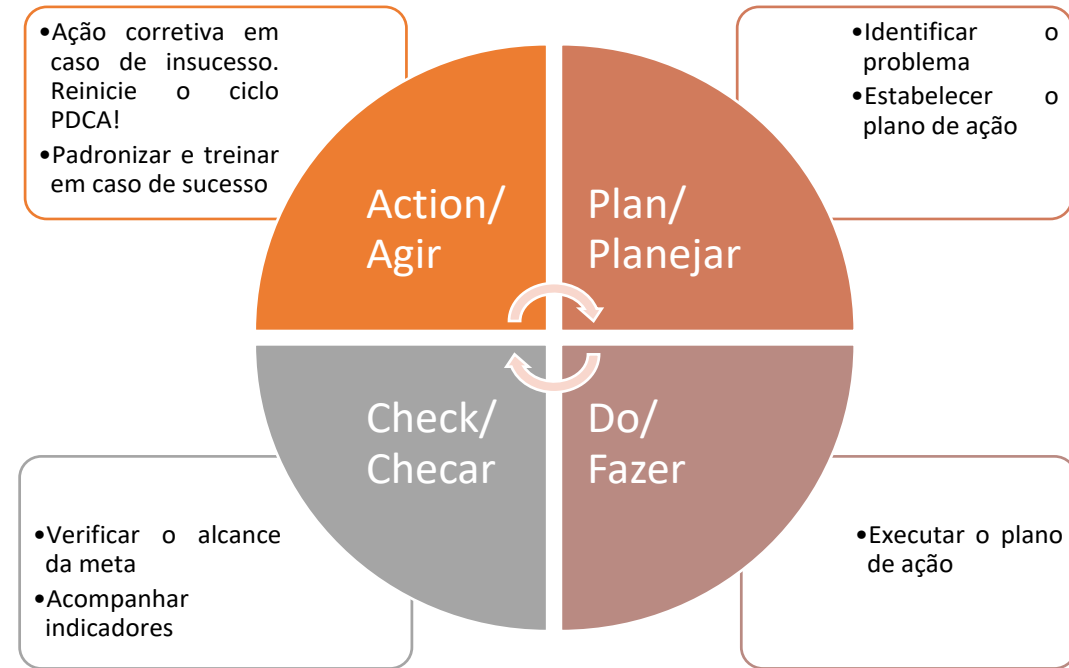 •Ação corretiva em
caso de insucesso.
Reinicie o ciclo
PDCA!
•Padronizar e treinar
em caso de sucesso
•Identificar o
problema
•Estabelecer o
plano de ação
Action/
Agir
Plan/
Planejar
Check/
Checar
Do/
Fazer
•Verificar o alcance
da meta
•Acompanhar
indicadores
•Executar o plano
de ação